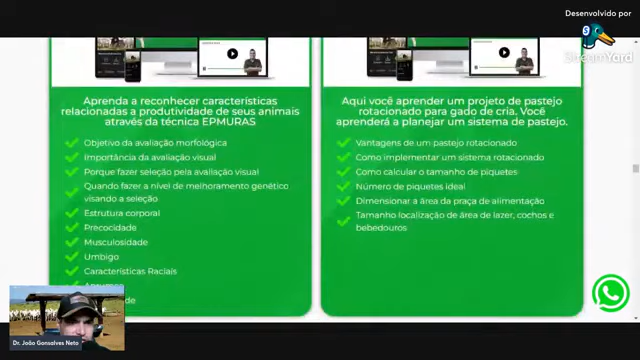 Desenvolvido por
StreamYard
Aprenda a reconhecer características
relacionadas a produtividade de seus animais
através da técnica EPMURAS
Objetivo da avaliação morfológica
Importância da avaliação visual
Porque fazer seleção pela avaliação visual
Quando fazer a nível de melhoramento genético
visando a seleção
Estrutura corporal
Precocidade
Musculosidade
Umbigo
Características Raciais
Aqui você aprender um projeto de pastejo
rotacionado para gado de cria. Você
aprenderá a planejar um sistema de pastejo.
Vantagens de um pastejo rotacionado
Como implementar um sistema rotacionado
Como calcular o tamanho de piquetes
Número de piquetes ideal
Dimensionar a área da praça de alimentação
Tamanho localização de área de lazer, cochos e
bebedouros
Dr. João Gonsalves Neto